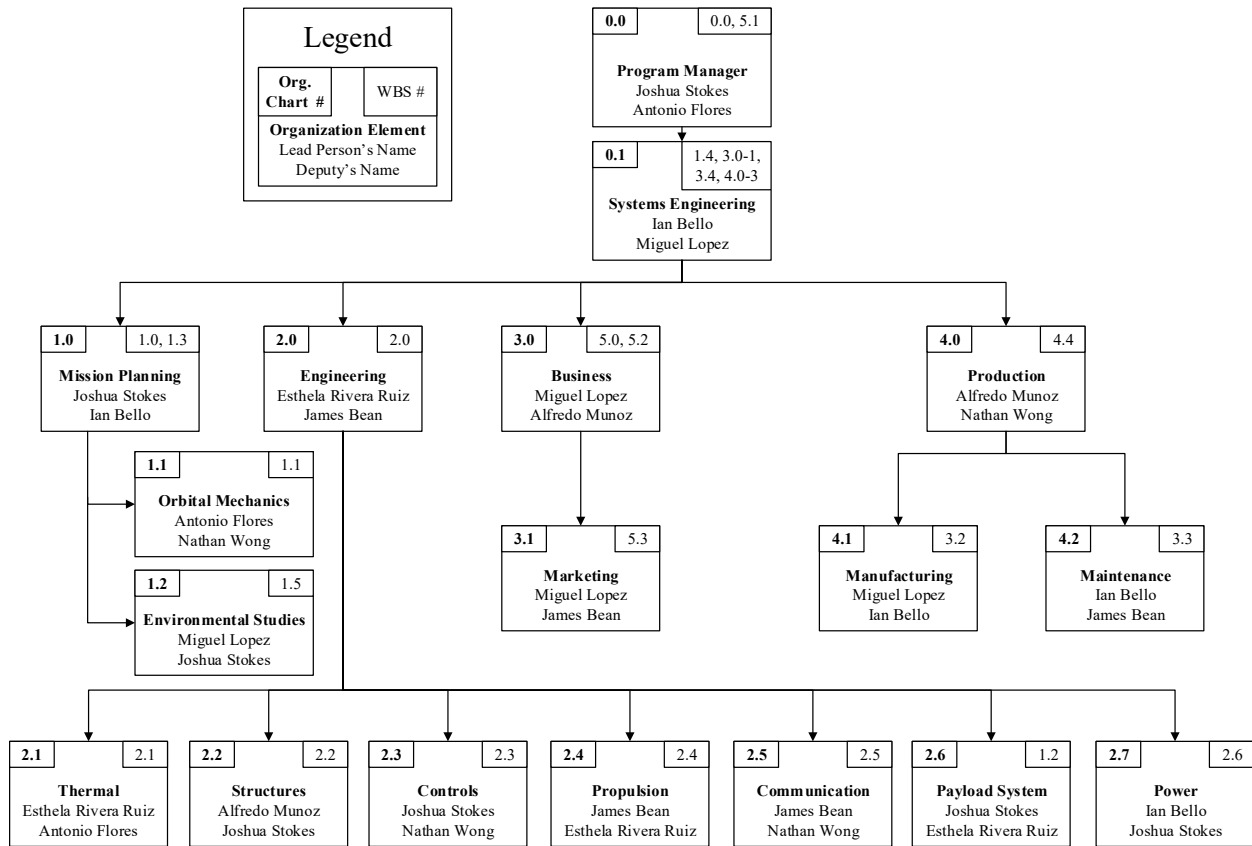 Legend
Org.
Chart #
WBS #
Organization Element
Lead Person's Name
Deputy's Name
0.0
0.0, 5.1
Program Manager
Joshua Stokes
Antonio Flores
0.1
1.4, 3.0-1,
3.4, 4.0-3
Systems Engineering
Ian Bello
Miguel Lopez
1.0
1.0, 1.3
Mission Planning
Joshua Stokes
Ian Bello
2.0
2.0
Engineering
Esthela Rivera Ruiz
James Bean
3.0
5.0, 5.2
Business
Miguel Lopez
Alfredo Munoz
4.0
4.4
Production
Alfredo Munoz
Nathan Wong
1.1
1.1
Orbital Mechanics
Antonio Flores
Nathan Wong
1.2
1.5
Environmental Studies
Miguel Lopez
Joshua Stokes
3.1
5.3
Marketing
Miguel Lopez
James Bean
4.1
3.2
Manufacturing
Miguel Lopez
Ian Bello
4.2
3.3
Maintenance
Ian Bello
James Bean
2.1
2.1
Thermal
Esthela Rivera Ruiz
Antonio Flores
2.2
2.2
Structures
Alfredo Munoz
Joshua Stokes
2.3
2.3
Controls
Joshua Stokes
Nathan Wong
2.4
2.4
Propulsion
James Bean
Esthela Rivera Ruiz
2.5
2.5
Communication
James Bean
Nathan Wong
2.6
1.2
Payload System
Joshua Stokes
Esthela Rivera Ruiz
2.7
2.6
Power
Ian Bello
Joshua Stokes